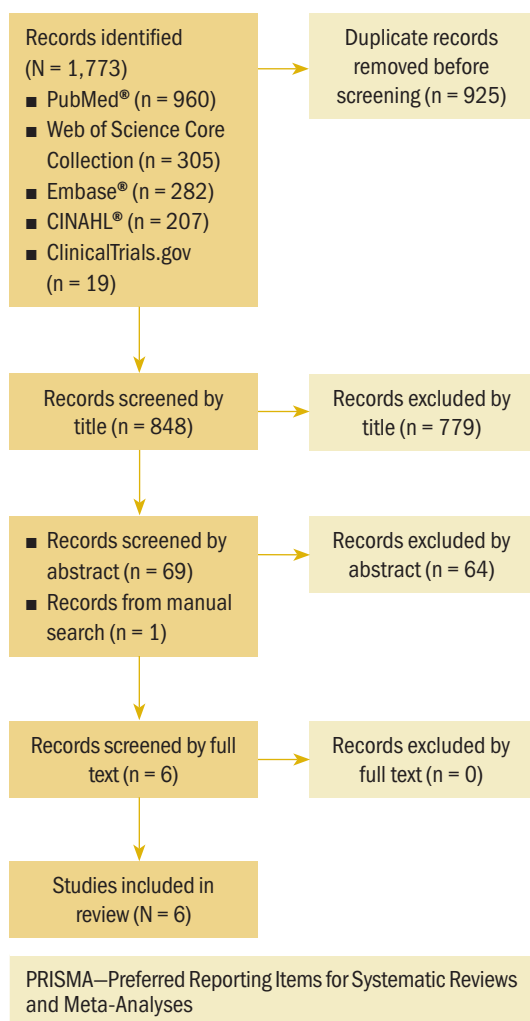 Records identified
(N = 1,773)
■ PubMed® (n = 960)
■ Web of Science Core
Collection (n = 305)
■ Embase® (n = 282)
■ CINAHL® (n = 207)
■ ClinicalTrials.gov
(n = 19)
Duplicate records
removed before
screening (n = 925)
Records screened by
title (n = 848)
Records excluded by
title (n = 779)
■ Records screened by
abstract (n = 69)
■ Records from manual
search (n = 1)
Records excluded by
abstract (n = 64)
Records screened by full
text (n = 6)
Records excluded by
full text (n = 0)
Studies included in
review (N = 6)
PRISMA—Preferred Reporting Items for Systematic Reviews
and Meta-Analyses